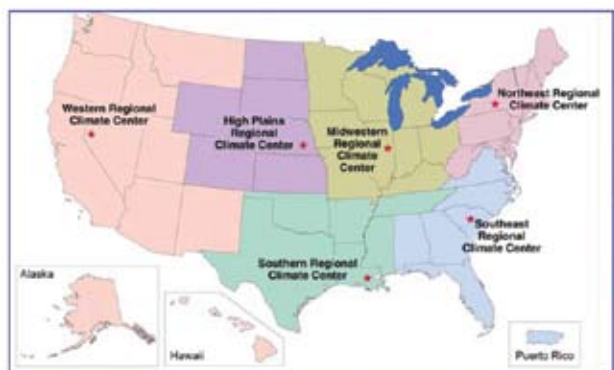 Western Regional
Climate Center
High Plains
Regional
Climate Center
Midwestern
Regional
Climate
Center
Northeast Regional
Climate Center
Southeast
Regional
Climate Center
Southern Regional
Climate Center
Alaska
Hawaii
Puerto Rico